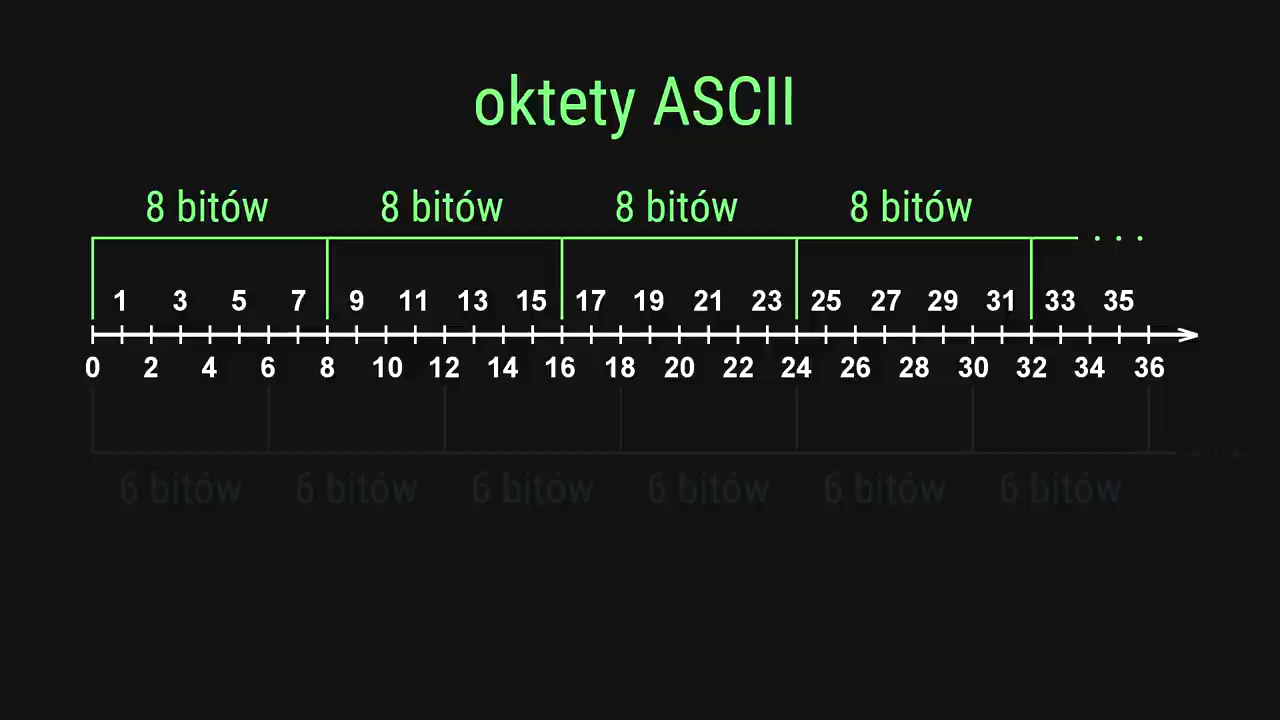 oktety ASCII
8 bitów 8 bitów 8 bitów 8 bitów
. . .
1 3 5 7 9 11 13 15 17 19 21 23 25 27 29 31 33 35
0 2 4 6 8 10 12 14 16 18 20 22 24 26 28 30 32 34 36
6 bitów 6 bitów 6 bitów 6 bitów 6 bitów 6 bitów